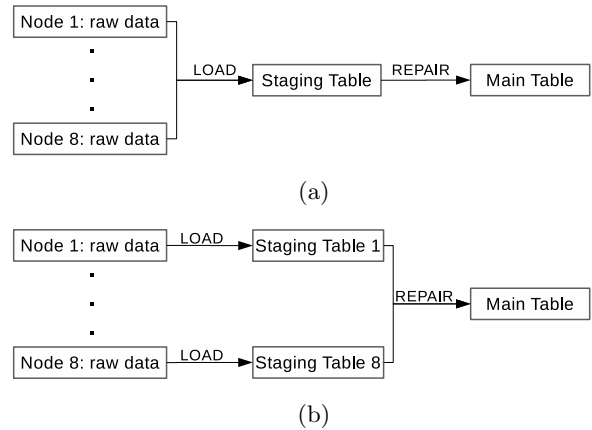 Node 1: raw data
LOAD
Staging Table
REPAIR
Main Table
Node 8: raw data
(a)
Node 1: raw data
LOAD
Staging Table 1
REPAIR
Main Table
Node 8: raw data
LOAD
Staging Table 8
(b)